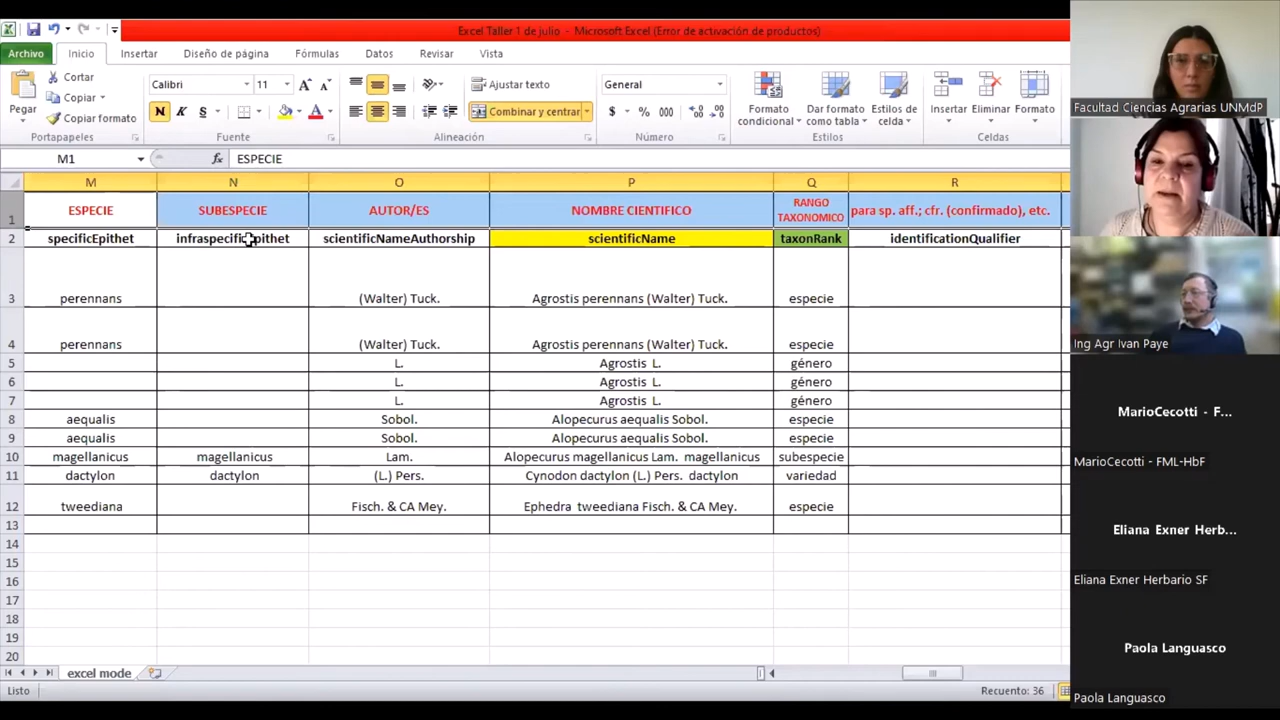 Excel Taller 1 de julio - Microsoft Excel (Error de activación de productos)
Archivo Inicio Insertar Diseño de página Fórmulas Datos Revisar Vista
Pegar
Cortar
Copiar
Copiar formato
Portapapeles
Calibri 11
N K S
Fuente
Ajustar texto
Combinar y centrar
Alineación
General
$ % 000
Número
Formato condicional
Dar formato como tabla
Estilos de celda
Estilos
Insertar Eliminar Formato
Celdas
M1 fx ESPECIE
M N O P Q R
1 ESPECIE SUBESPECIE AUTOR/ES NOMBRE CIENTIFICO RANGO TAXONOMICO para sp. aff.; cfr. (confirmado), etc.
2 specificEpithet infraspecificEpithet scientificNameAuthorship scientificName taxonRank identificationQualifier
3 perennans (Walter) Tuck. Agrostis perennans (Walter) Tuck. especie
4 perennans (Walter) Tuck. Agrostis perennans (Walter) Tuck. especie
5 L. Agrostis L. género
6 L. Agrostis L. género
7 L. Agrostis L. género
8 aequalis Sobol. Alopecurus aequalis Sobol. especie
9 aequalis Sobol. Alopecurus aequalis Sobol. especie
10 magellanicus magellanicus Lam. Alopecurus magellanicus Lam. magellanicus subespecie
11 dactylon dactylon (L.) Pers. Cynodon dactylon (L.) Pers. dactylon variedad
12 tweediana Fisch. & CA Mey. Ephedra tweediana Fisch. & CA Mey. especie
13
14
15
16
17
18
19
20
excel mode
Listo
Recuento: 36
Facultad Ciencias Agrarias UNMdP
Ing Agr Ivan Paye
MarioCecotti - F...
MarioCecotti - FML-HbF
Eliana Exner Herb...
Eliana Exner Herbario SF
Paola Languasco
Paola Languasco